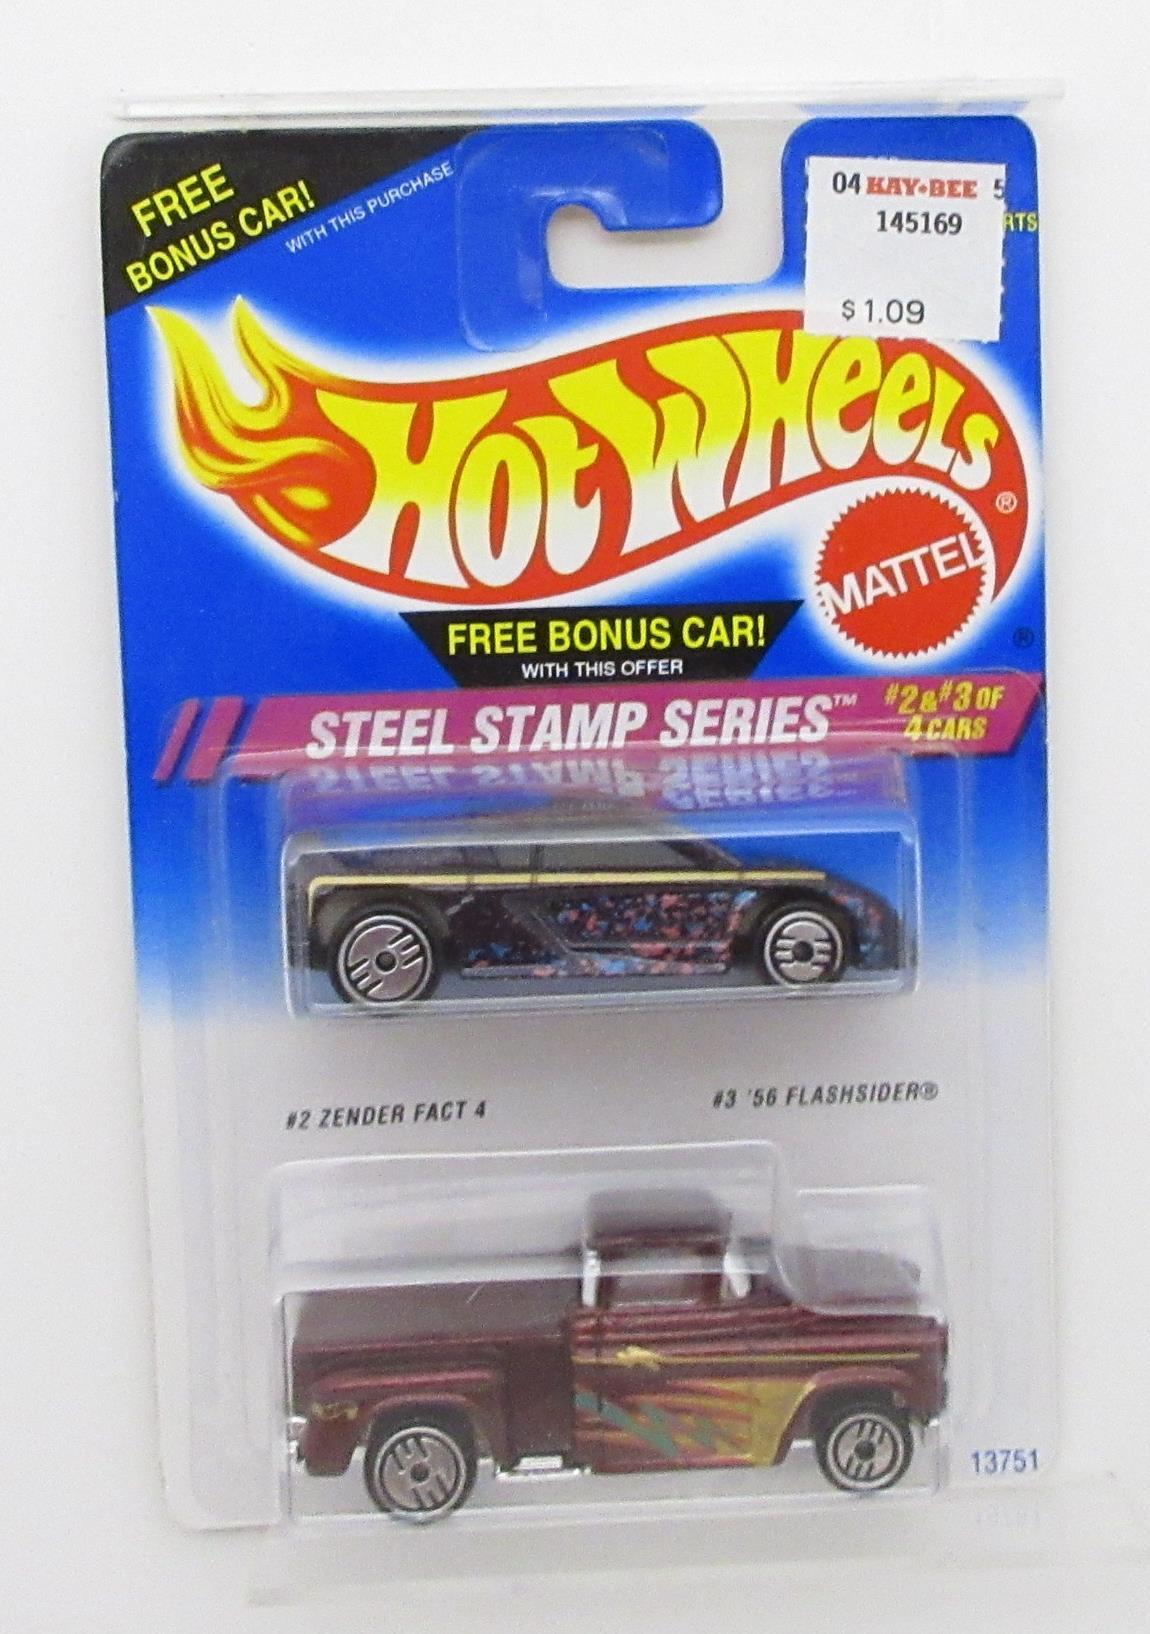 FREE
BONUS CAR!
WITH THIS PURCHASE
04 KAY•BEE 5
145169
$1.09
RTS
HOT WHEELS®
MATTEL
®
FREE BONUS CAR!
WITH THIS OFFER
STEEL STAMP SERIES™
#2 & #3 OF
4 CARS
#2 ZENDER FACT 4
#3 '56 FLASHSIDER®
13751